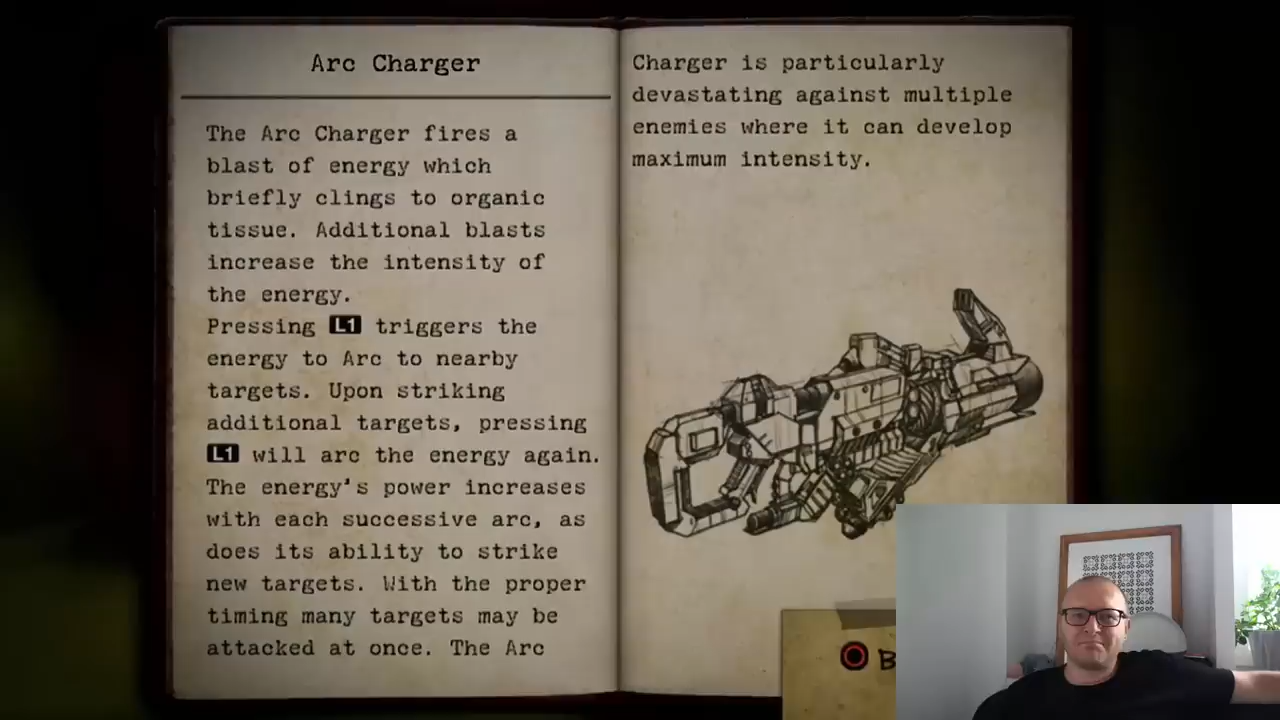 Arc Charger
The Arc Charger fires a
blast of energy which
briefly clings to organic
tissue. Additional blasts
increase the intensity of
the energy.
Pressing L1 triggers the
energy to Arc to nearby
targets. Upon striking
additional targets, pressing
L1 will arc the energy again.
The energy's power increases
with each successive arc, as
does its ability to strike
new targets. With the proper
timing many targets may be
attacked at once. The Arc
Charger is particularly
devastating against multiple
enemies where it can develop
maximum intensity.